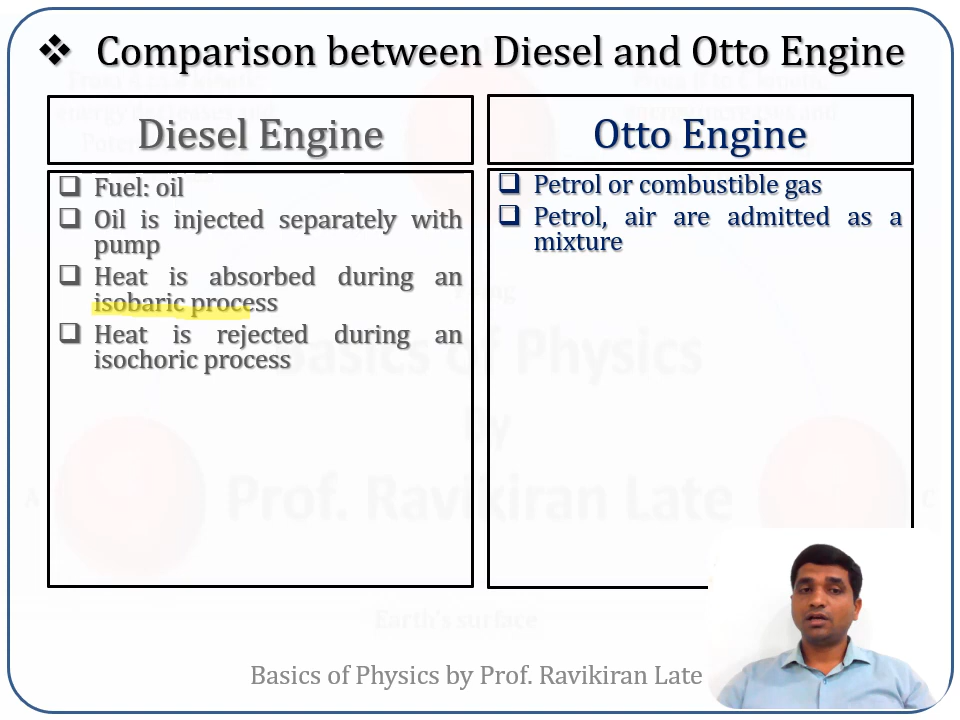 ❖ Comparison between Diesel and Otto Engine
Diesel Engine
❑ Fuel: oil
❑ Oil is injected separately with
pump
❑ Heat is absorbed during an
isobaric process
❑ Heat is rejected during an
isochoric process
Otto Engine
❑ Petrol or combustible gas
❑ Petrol, air are admitted as a
mixture
Basics of Physics
By
Prof. Ravikiran Late
A
C
Earth's surface
Basics of Physics by Prof. Ravikiran Late